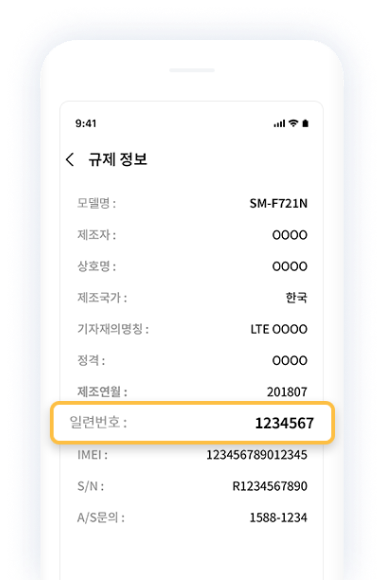 9:41
규제 정보
모델명 : SM-F721N
제조자 : OOOO
상호명 : OOOO
제조국가 : 한국
기자재의명칭 : LTE OOOO
정격 : OOOO
제조연월 : 201807
일련번호 : 1234567
IMEI : 123456789012345
S/N : R1234567890
A/S문의 : 1588-1234